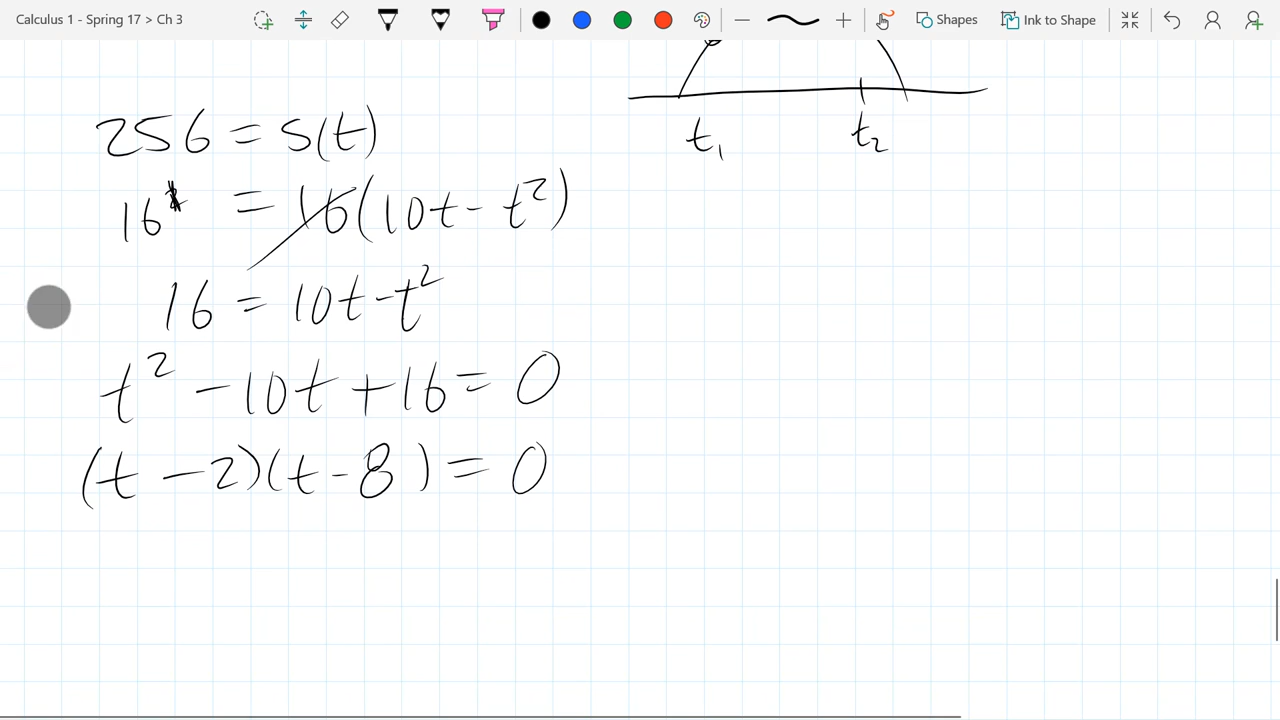 Calculus 1 - Spring 17 > Ch 3
Shapes
Ink to Shape
t₁ t₂
256 = s(t)
16 = 16(10t - t²)
16 = 10t - t²
t² - 10t + 16 = 0
(t - 2)(t - 8) = 0